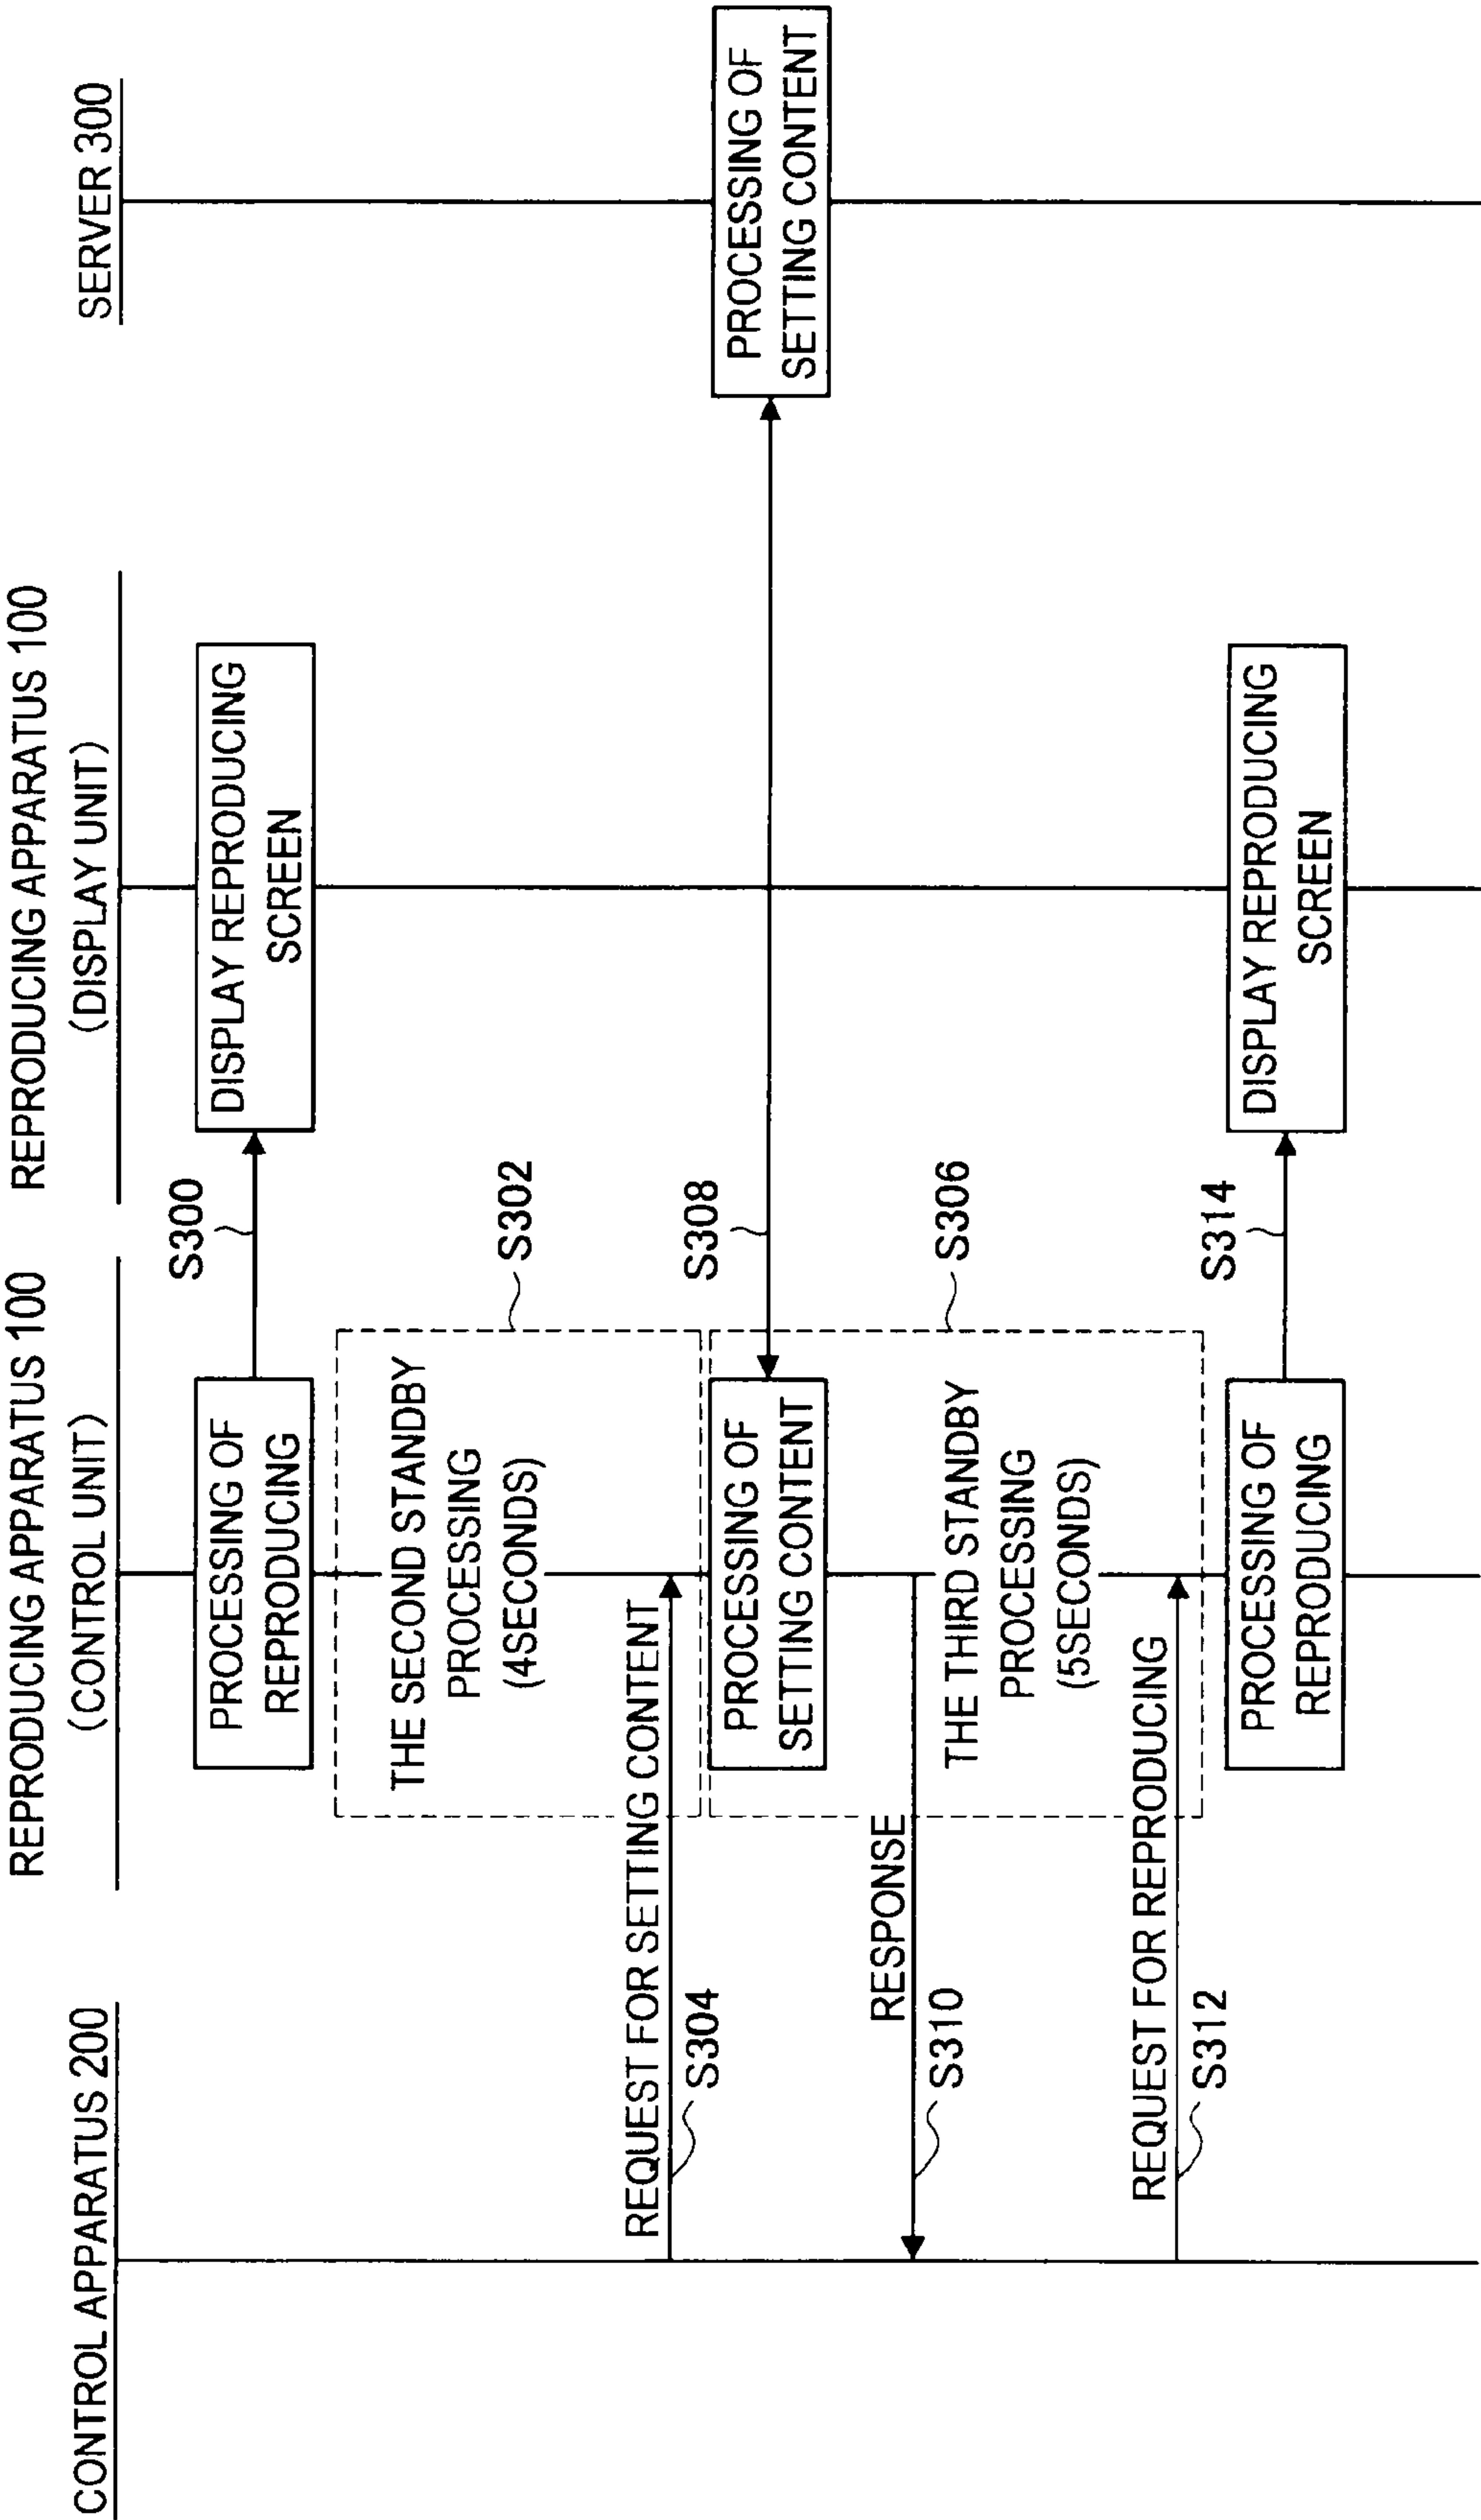 CONTROL APPARATUS 200
REPRODUCING APPARATUS 100
(CONTROL UNIT)
REPRODUCING APPARATUS 100
(DISPLAY UNIT)
SERVER 300
PROCESSING OF
REPRODUCING
S300
DISPLAY REPRODUCING
SCREEN
THE SECOND STANDBY
PROCESSING
(4SECONDS)
S302
REQUEST FOR SETTING CONTENT
S304
PROCESSING OF
SETTING CONTENT
S308
PROCESSING OF
SETTING CONTENT
RESPONSE
S310
THE THIRD STANDBY
PROCESSING
(5SECONDS)
S306
REQUEST FOR REPRODUCING
S312
PROCESSING OF
REPRODUCING
S314
DISPLAY REPRODUCING
SCREEN